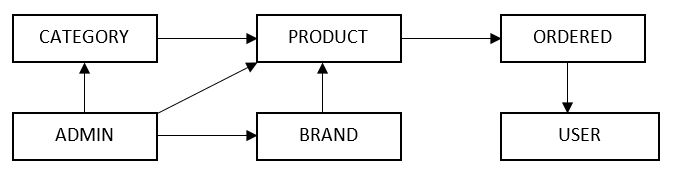 CATEGORY
PRODUCT
ORDERED
ADMIN
BRAND
USER